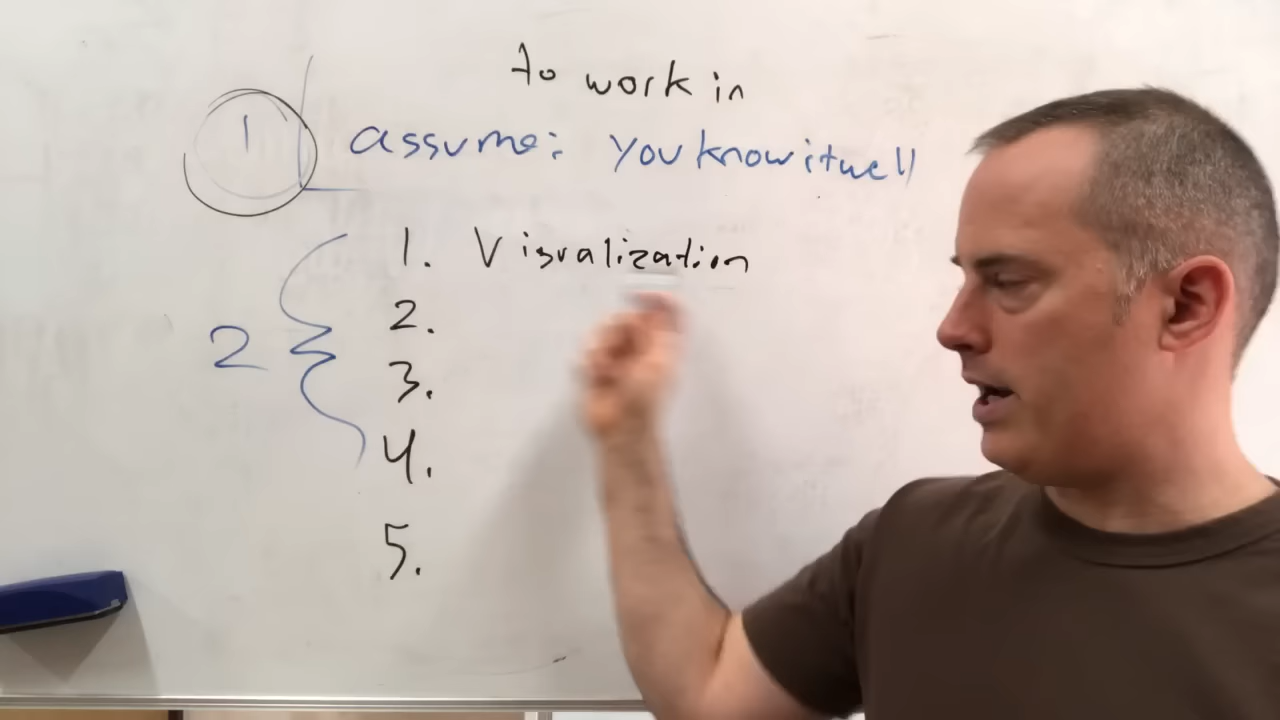 to work in
1 assume: you know it well
1. Visualization
2.
3.
2
4.
5.